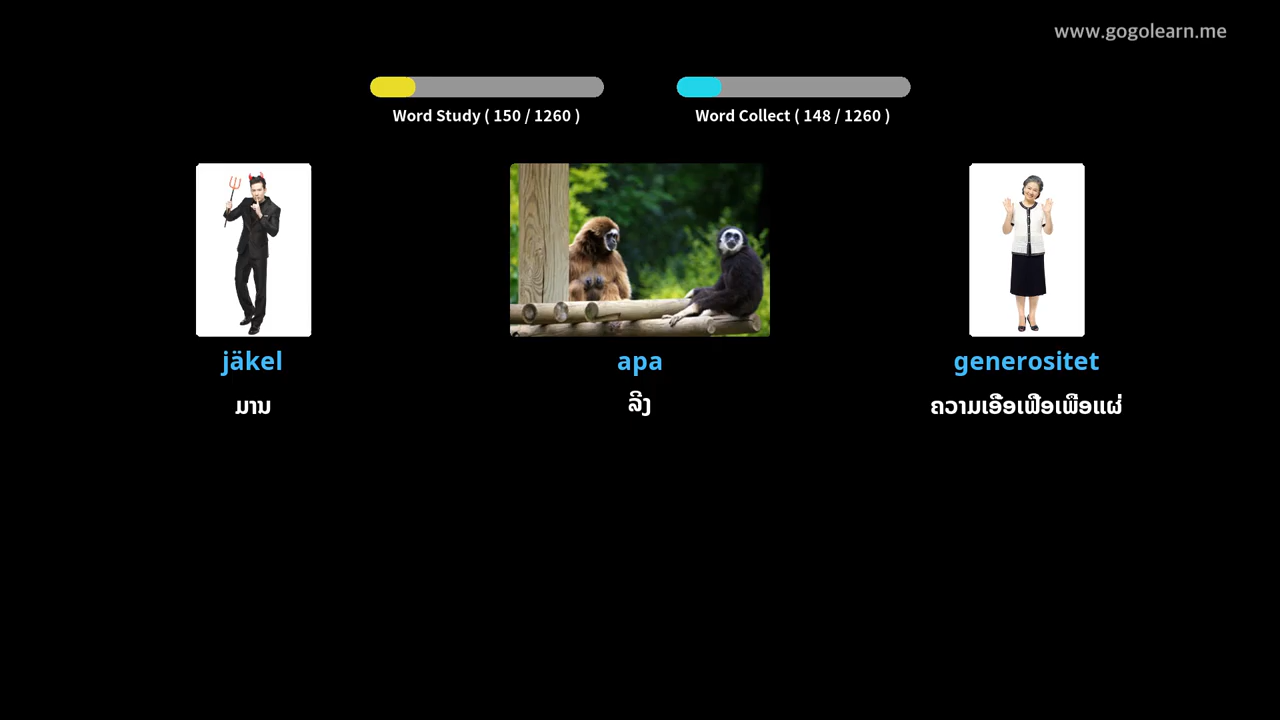 www.gogolearn.me
Word Study ( 150 / 1260 )
Word Collect ( 148 / 1260 )
jäkel
apa
generositet
ມານ
ລີງ
ຄວາມເອື້ອເຟື້ອເພື່ອແຜ່